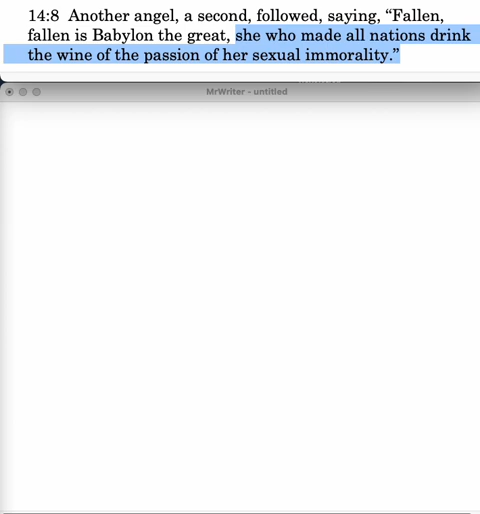 14:8 Another angel, a second, followed, saying, “Fallen,
fallen is Babylon the great, she who made all nations drink
the wine of the passion of her sexual immorality.”
MrWriter - untitled